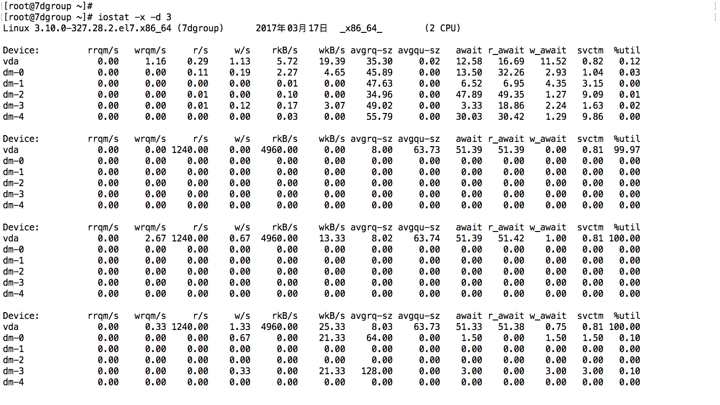 [root@7dgroup ~]#
[root@7dgroup ~]# iostat -x -d 3
Linux 3.10.0-327.28.2.el7.x86_64 (7dgroup) 2017年03月17日 _x86_64_ (2 CPU)
Device: rrqm/s wrqm/s r/s w/s rkB/s wkB/s avgrq-sz avgqu-sz await r_await w_await svctm %util
vda 0.00 1.16 0.29 1.13 5.72 19.39 35.30 0.02 12.58 16.69 11.52 0.82 0.12
dm-0 0.00 0.00 0.11 0.19 2.27 4.65 45.89 0.00 13.50 32.26 2.93 1.04 0.03
dm-1 0.00 0.00 0.00 0.00 0.01 0.00 47.63 0.00 6.52 6.95 4.35 3.15 0.00
dm-2 0.00 0.00 0.01 0.00 0.10 0.00 34.96 0.00 47.89 49.35 1.27 9.09 0.01
dm-3 0.00 0.00 0.01 0.12 0.17 3.07 49.02 0.00 3.33 18.86 2.24 1.63 0.02
dm-4 0.00 0.00 0.00 0.00 0.03 0.00 55.79 0.00 30.03 30.42 1.29 9.86 0.00
Device: rrqm/s wrqm/s r/s w/s rkB/s wkB/s avgrq-sz avgqu-sz await r_await w_await svctm %util
vda 0.00 0.00 1240.00 0.00 4960.00 0.00 8.00 63.73 51.39 51.39 0.00 0.81 99.97
dm-0 0.00 0.00 0.00 0.00 0.00 0.00 0.00 0.00 0.00 0.00 0.00 0.00 0.00
dm-1 0.00 0.00 0.00 0.00 0.00 0.00 0.00 0.00 0.00 0.00 0.00 0.00 0.00
dm-2 0.00 0.00 0.00 0.00 0.00 0.00 0.00 0.00 0.00 0.00 0.00 0.00 0.00
dm-3 0.00 0.00 0.00 0.00 0.00 0.00 0.00 0.00 0.00 0.00 0.00 0.00 0.00
dm-4 0.00 0.00 0.00 0.00 0.00 0.00 0.00 0.00 0.00 0.00 0.00 0.00 0.00
Device: rrqm/s wrqm/s r/s w/s rkB/s wkB/s avgrq-sz avgqu-sz await r_await w_await svctm %util
vda 0.00 2.67 1240.00 0.67 4960.00 13.33 8.02 63.74 51.39 51.42 1.00 0.81 100.00
dm-0 0.00 0.00 0.00 0.00 0.00 0.00 0.00 0.00 0.00 0.00 0.00 0.00 0.00
dm-1 0.00 0.00 0.00 0.00 0.00 0.00 0.00 0.00 0.00 0.00 0.00 0.00 0.00
dm-2 0.00 0.00 0.00 0.00 0.00 0.00 0.00 0.00 0.00 0.00 0.00 0.00 0.00
dm-3 0.00 0.00 0.00 0.00 0.00 0.00 0.00 0.00 0.00 0.00 0.00 0.00 0.00
dm-4 0.00 0.00 0.00 0.00 0.00 0.00 0.00 0.00 0.00 0.00 0.00 0.00 0.00
Device: rrqm/s wrqm/s r/s w/s rkB/s wkB/s avgrq-sz avgqu-sz await r_await w_await svctm %util
vda 0.00 0.33 1240.00 1.33 4960.00 25.33 8.03 63.73 51.33 51.38 0.75 0.81 100.00
dm-0 0.00 0.00 0.00 0.67 0.00 21.33 64.00 0.00 1.50 0.00 1.50 1.50 0.10
dm-1 0.00 0.00 0.00 0.00 0.00 0.00 0.00 0.00 0.00 0.00 0.00 0.00 0.00
dm-2 0.00 0.00 0.00 0.00 0.00 0.00 0.00 0.00 0.00 0.00 0.00 0.00 0.00
dm-3 0.00 0.00 0.00 0.33 0.00 21.33 128.00 0.00 3.00 0.00 3.00 3.00 0.10
dm-4 0.00 0.00 0.00 0.00 0.00 0.00 0.00 0.00 0.00 0.00 0.00 0.00 0.00